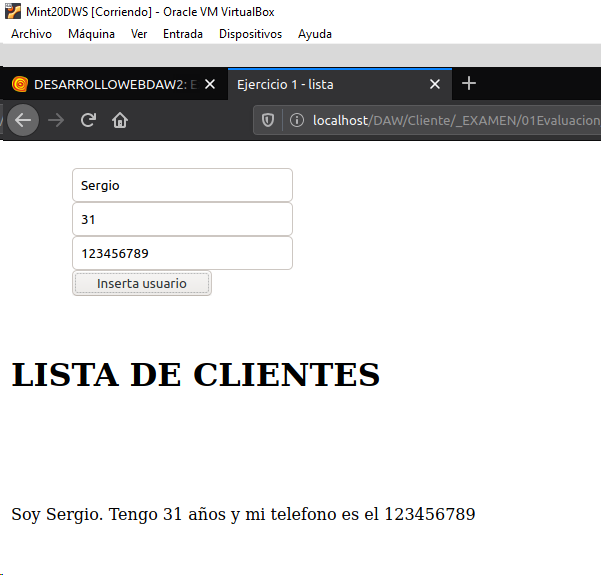 Mint20DWS [Corriendo] - Oracle VM VirtualBox
Archivo Máquina Ver Entrada Dispositivos Ayuda
DESARROLLOWEBDAW2: E
Ejercicio 1 - lista
localhost/DAW/Cliente/_EXAMEN/01Evaluacion
Sergio
31
123456789
Inserta usuario
LISTA DE CLIENTES
Soy Sergio. Tengo 31 años y mi telefono es el 123456789